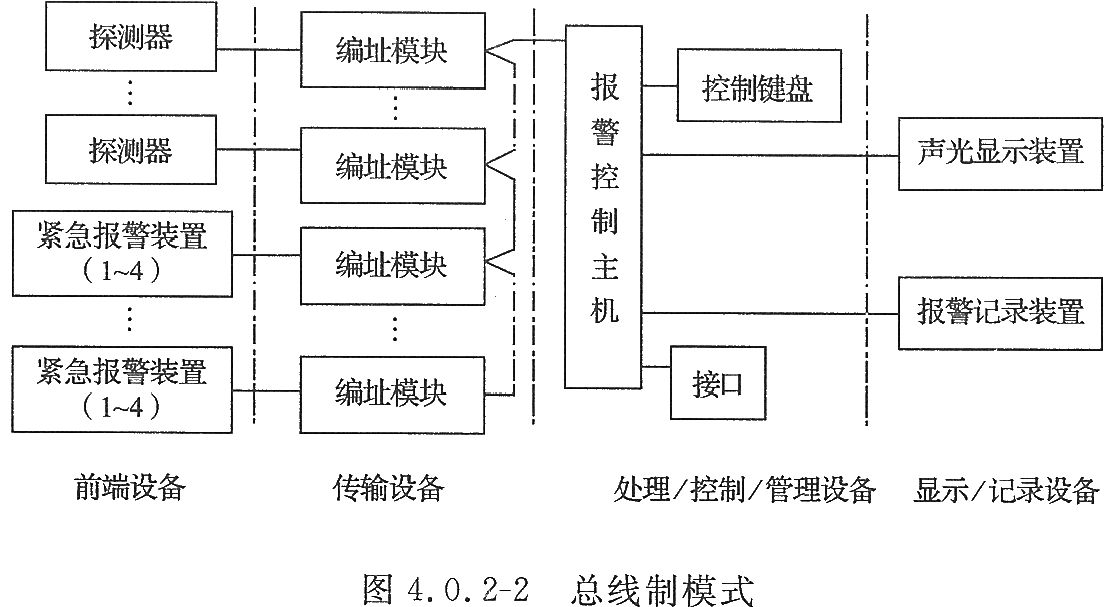 探测器
编址模块
探测器
编址模块
紧急报警装置
（1~4）
编址模块
紧急报警装置
（1~4）
编址模块
报警控制主机
控制键盘
接口
声光显示装置
报警记录装置
前端设备
传输设备
处理/控制/管理设备
显示/记录设备
图 4.0.2-2 总线制模式